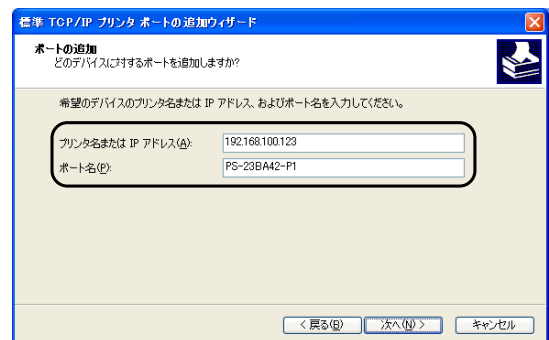 標準 TCP/IP プリンタ ポートの追加ウィザード
ポートの追加
どのデバイスに対するポートを追加しますか?
希望のデバイスのプリンタ名または IP アドレス、およびポート名を入力してください。
プリンタ名または IP アドレス(A):
192.168.100.123
ポート名(P):
PS-23BA42-P1
< 戻る(B)
次へ(N) >
キャンセル